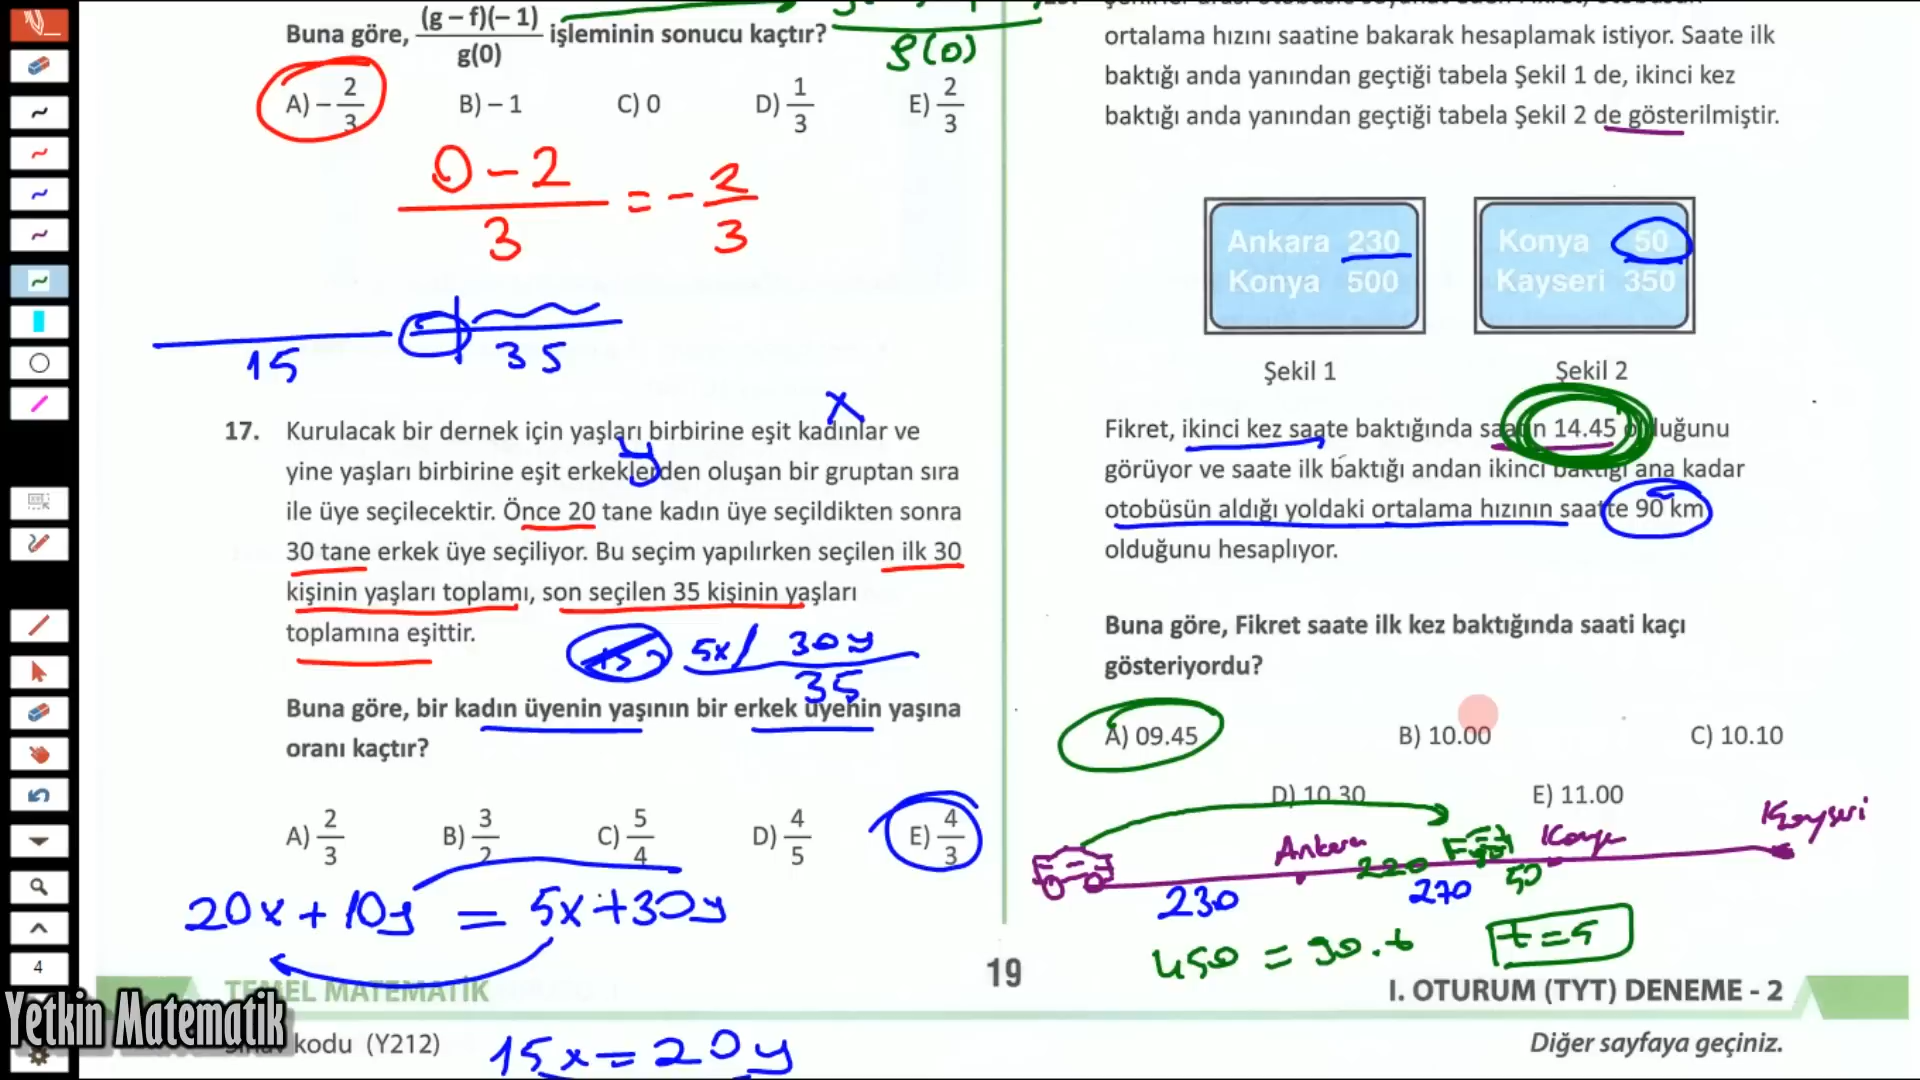 Buna göre, (g – f)(– 1) / g(0) işleminin sonucu kaçtır?
g(0)
A) – 2/3 B) – 1 C) 0 D) 1/3 E) 2/3
0 – 2 / 3 = – 2/3
15 35
17. Kurulacak bir dernek için yaşları birbirine eşit kadınlar ve
x
yine yaşları birbirine eşit erkeklerden oluşan bir gruptan sıra
y
ile üye seçilecektir. Önce 20 tane kadın üye seçildikten sonra
30 tane erkek üye seçiliyor. Bu seçim yapılırken seçilen ilk 30
kişinin yaşları toplamı, son seçilen 35 kişinin yaşları
toplamına eşittir.
5x / 30y
35
Buna göre, bir kadın üyenin yaşının bir erkek üyenin yaşına
oranı kaçtır?
A) 2/3 B) 3/2 C) 5/4 D) 4/5 E) 4/3
20x + 10y = 5x + 30y
TEMEL MATEMATİK
Yetkin Matematik
kodu (Y212)
15x = 20y
4
ortalama hızını saatine bakarak hesaplamak istiyor. Saate ilk
baktığı anda yanından geçtiği tabela Şekil 1 de, ikinci kez
baktığı anda yanından geçtiği tabela Şekil 2 de gösterilmiştir.
Ankara 230
Konya 500
Şekil 1
Konya 50
Kayseri 350
Şekil 2
Fikret, ikinci kez saate baktığında saatin 14.45 olduğunu
görüyor ve saate ilk baktığı andan ikinci baktığı ana kadar
otobüsün aldığı yoldaki ortalama hızının saatte 90 km
olduğunu hesaplıyor.
Buna göre, Fikret saate ilk kez baktığında saati kaçı
gösteriyordu?
A) 09.45 B) 10.00 C) 10.10
D) 10.30 E) 11.00
Ankara Konya Kayseri
230 220 270 50
450 = 90.t t = 5
19
I. OTURUM (TYT) DENEME - 2
Diğer sayfaya geçiniz.